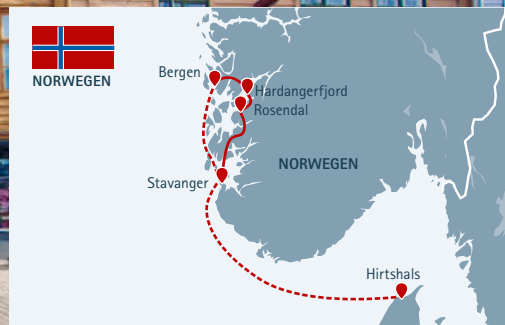 NORWEGEN
Bergen
Hardangerfjord
Rosendal
NORWEGEN
Stavanger
Hirtshals